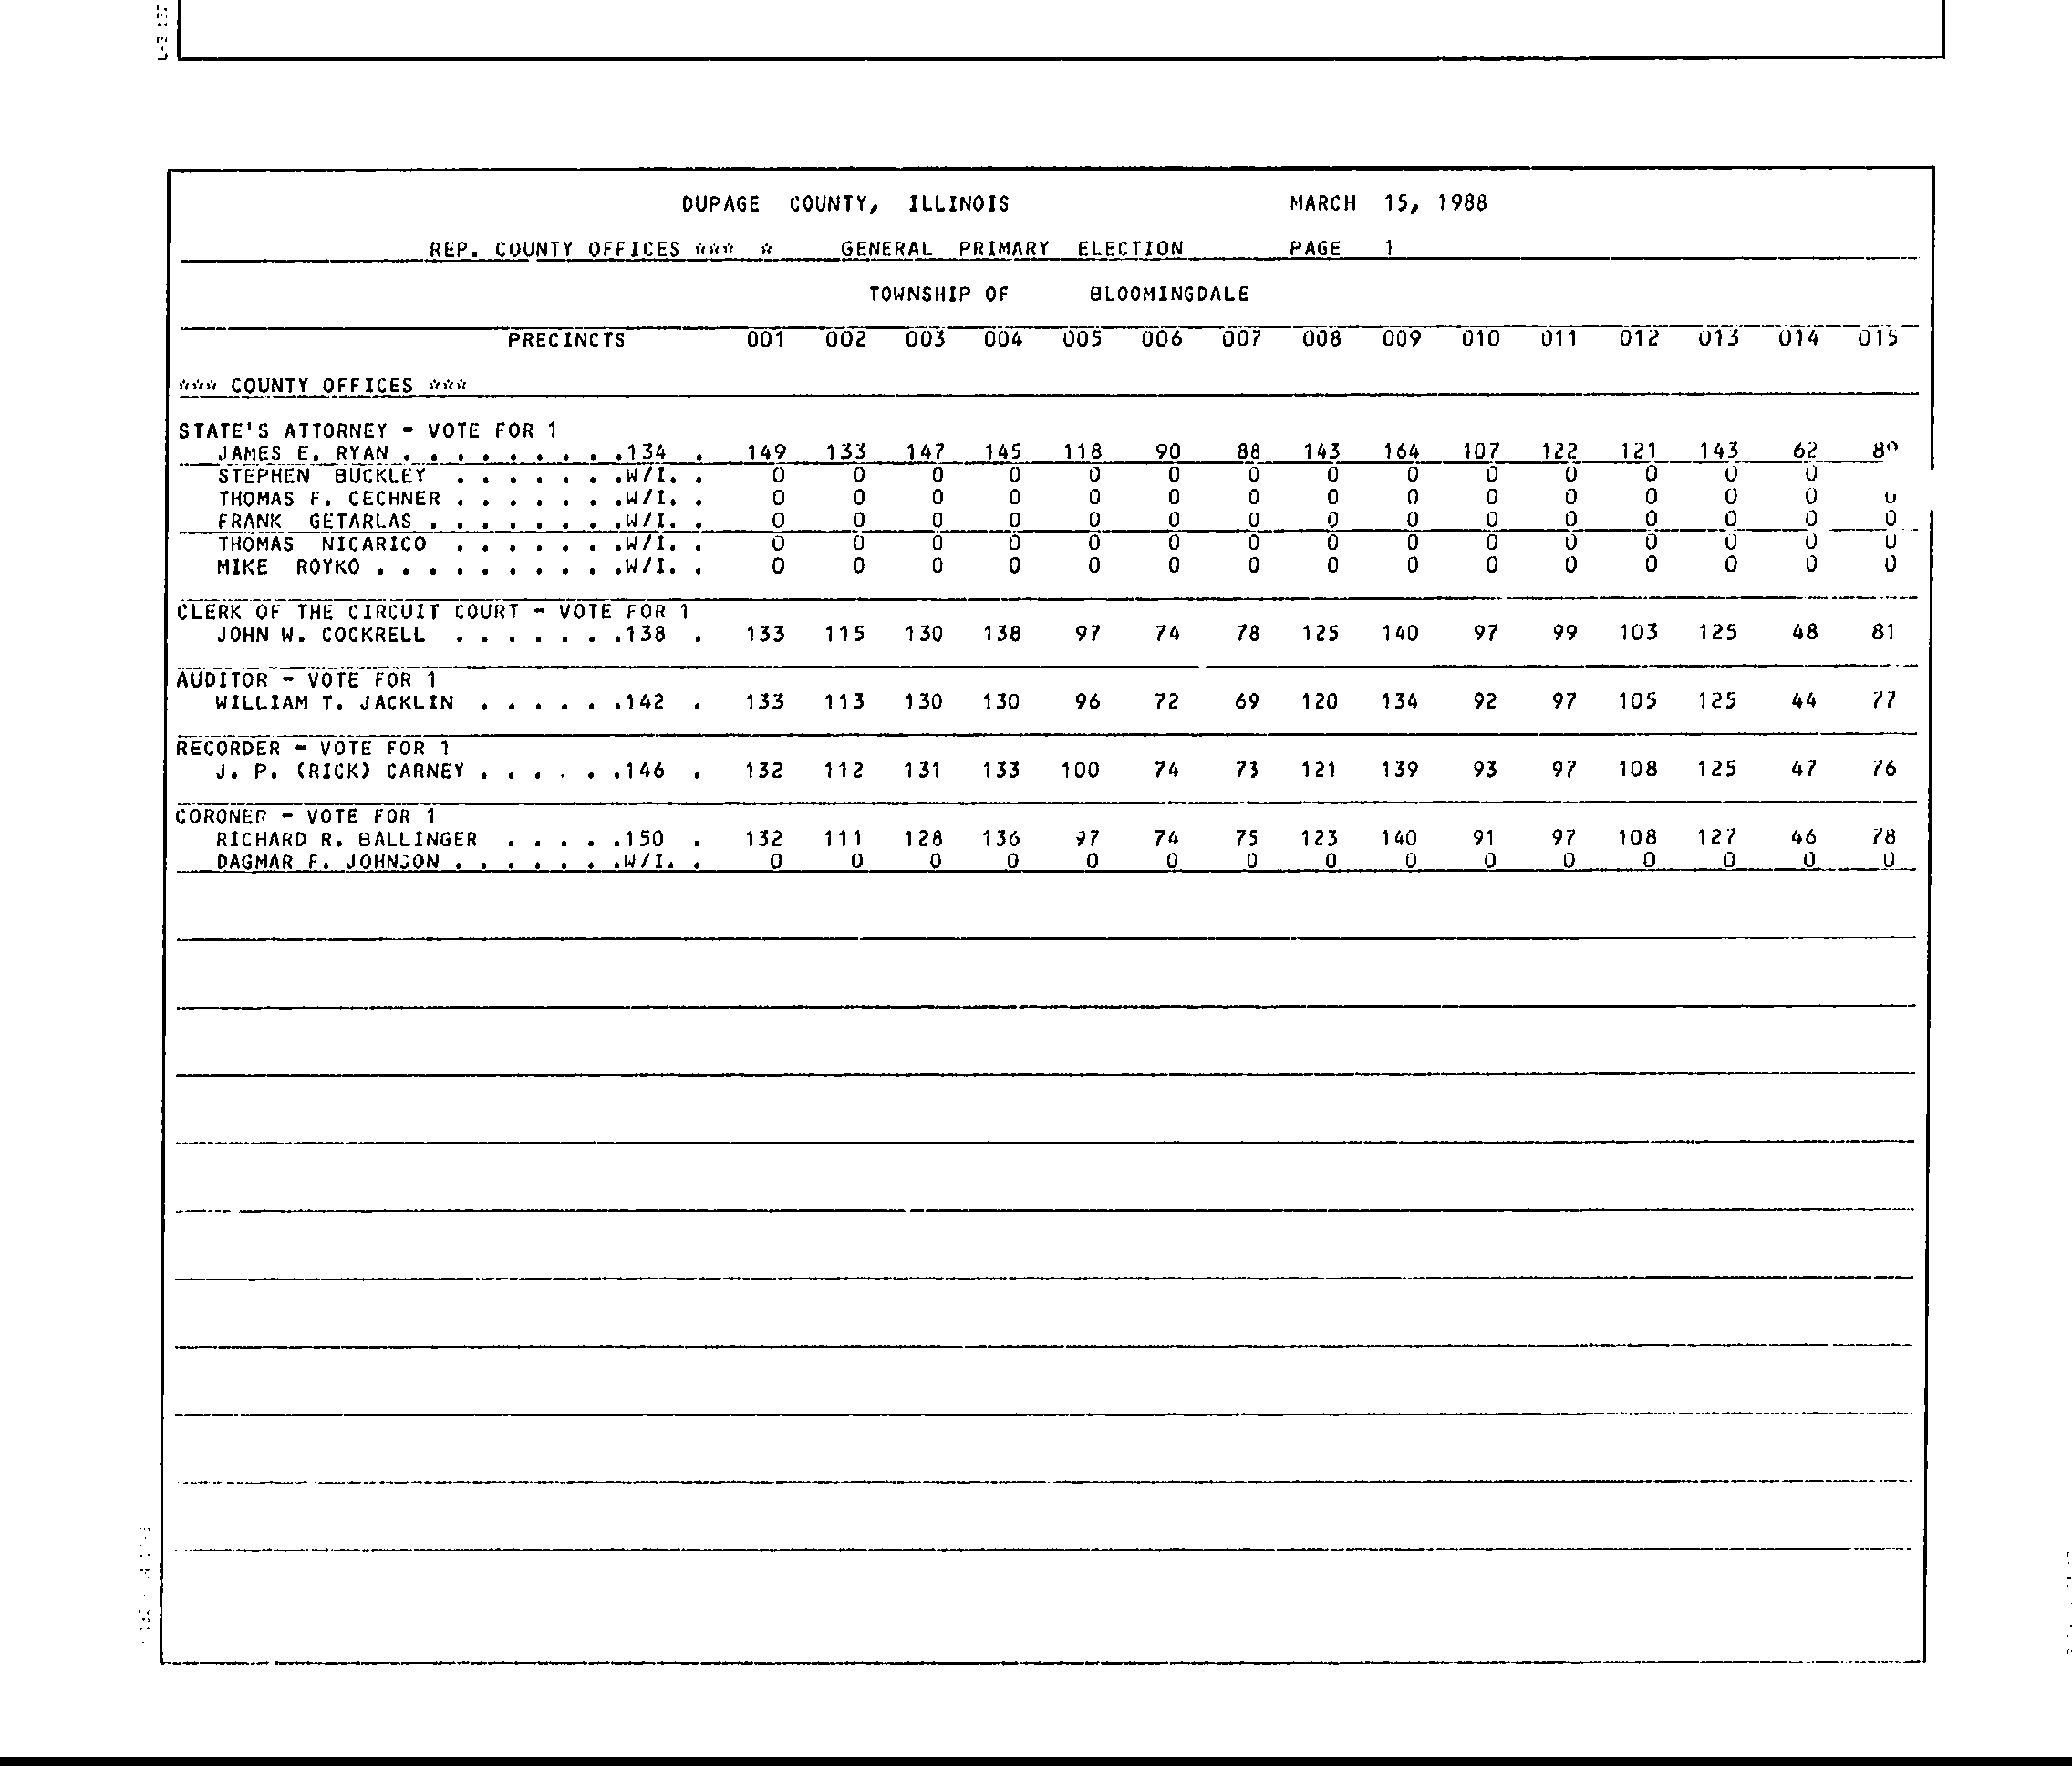 DUPAGE COUNTY, ILLINOIS MARCH 15, 1988
REP. COUNTY OFFICES *** * GENERAL PRIMARY ELECTION PAGE 1
TOWNSHIP OF BLOOMINGDALE
PRECINCTS 001 002 003 004 005 006 007 008 009 010 011 012 013 014 015
*** COUNTY OFFICES ***
STATE'S ATTORNEY - VOTE FOR 1
JAMES E. RYAN . . . . . . . . .134 . 149 133 147 145 118 90 88 143 164 107 122 121 143 62
STEPHEN BUCKLEY . . . . . . .W/I. . 0 0 0 0 0 0 0 0 0 0 0 0 0 0
THOMAS F. CECHNER . . . . . . .W/I. . 0 0 0 0 0 0 0 0 0 0 0 0 0 0 0
FRANK GETARLAS . . . . . . . .W/I. . 0 0 0 0 0 0 0 0 0 0 0 0 0 0 0
THOMAS NICARICO . . . . . . .W/I. . 0 0 0 0 0 0 0 0 0 0 0 0 0 0 0
MIKE ROYKO . . . . . . . . . .W/I. . 0 0 0 0 0 0 0 0 0 0 0 0 0 0 0
CLERK OF THE CIRCUIT COURT - VOTE FOR 1
JOHN W. COCKRELL . . . . . . .138 . 133 115 130 138 97 74 78 125 140 97 99 103 125 48 81
AUDITOR - VOTE FOR 1
WILLIAM T. JACKLIN . . . . . .142 . 133 113 130 130 96 72 69 120 134 92 97 105 125 44 77
RECORDER - VOTE FOR 1
J. P. (RICK) CARNEY . . . . . .146 . 132 112 131 133 100 74 73 121 139 93 97 108 125 47 76
CORONER - VOTE FOR 1
RICHARD R. BALLINGER . . . . .150 . 132 111 128 136 97 74 75 123 140 91 97 108 127 46 78
DAGMAR F. JOHNSON . . . . . . .W/I. . 0 0 0 0 0 0 0 0 0 0 0 0 0 0 0